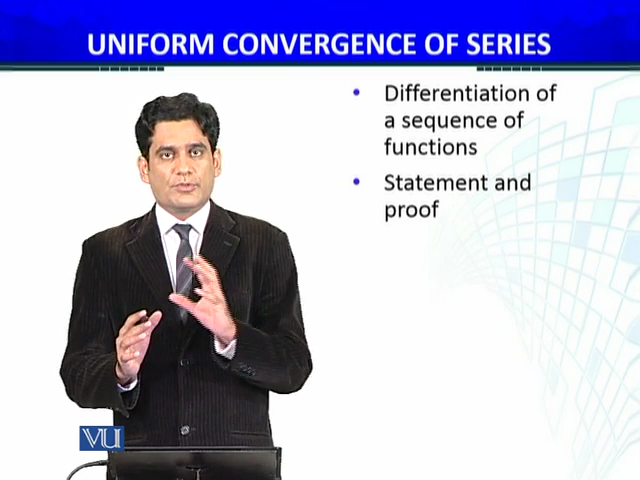 UNIFORM CONVERGENCE OF SERIES
• Differentiation of
a sequence of
functions
• Statement and
proof
VU